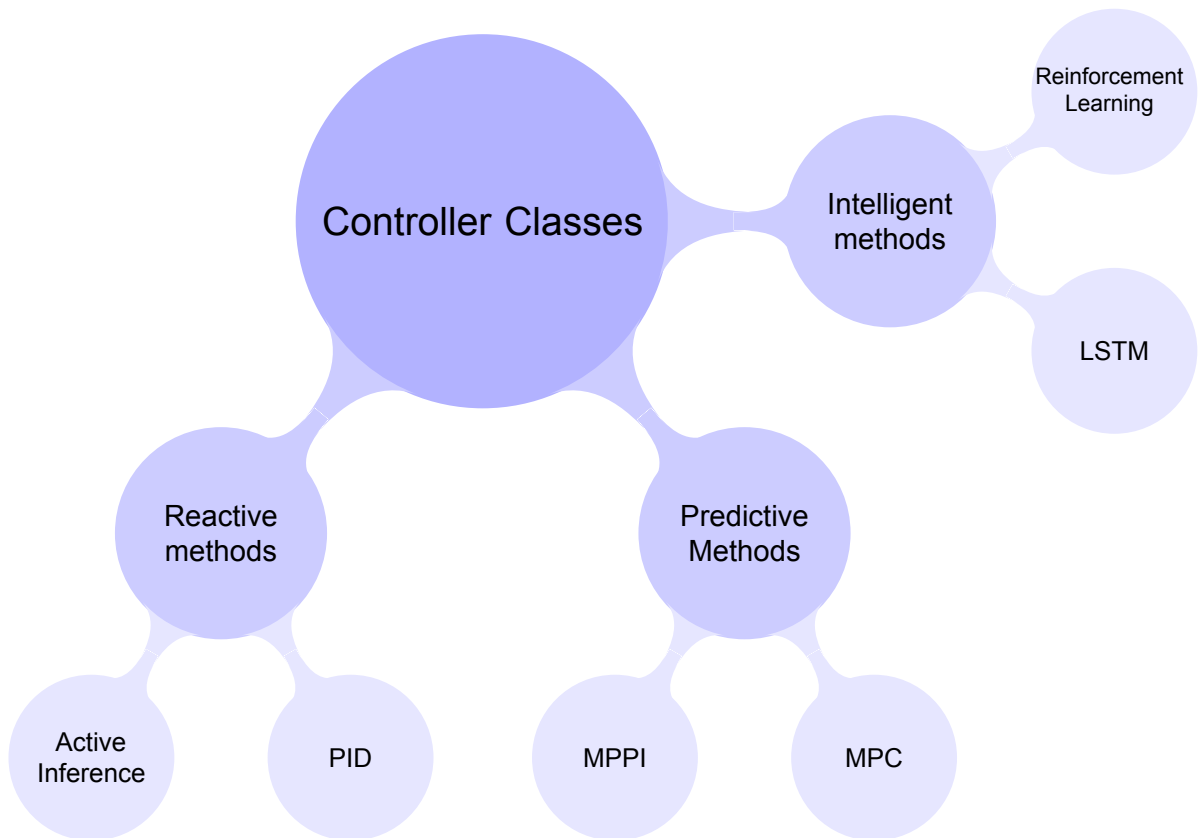 Controller Classes
Intelligent
methods
Reinforcement
Learning
LSTM
Reactive
methods
Active
Inference
PID
Predictive
Methods
MPPI
MPC